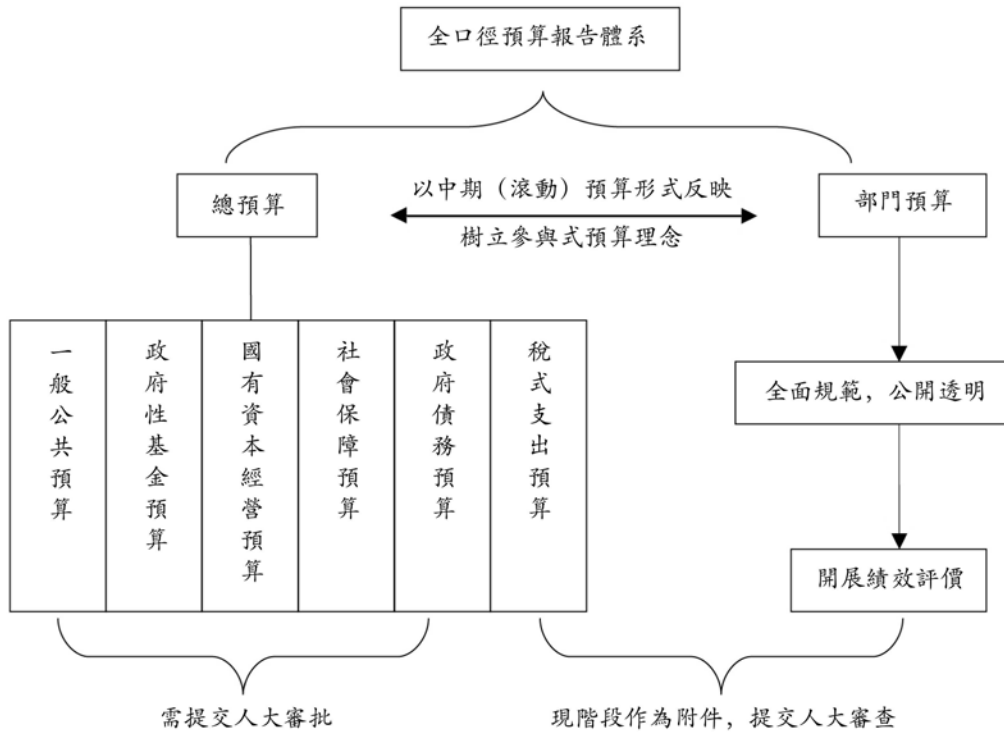 全口徑預算報告體系
總預算
以中期（滾動）預算形式反映
樹立參與式預算理念
部門預算
一般公共預算
政府性基金預算
國有資本經營預算
社會保障預算
政府債務預算
稅式支出預算
全面規範，公開透明
開展績效評價
需提交人大審批
現階段作為附件，提交人大審查